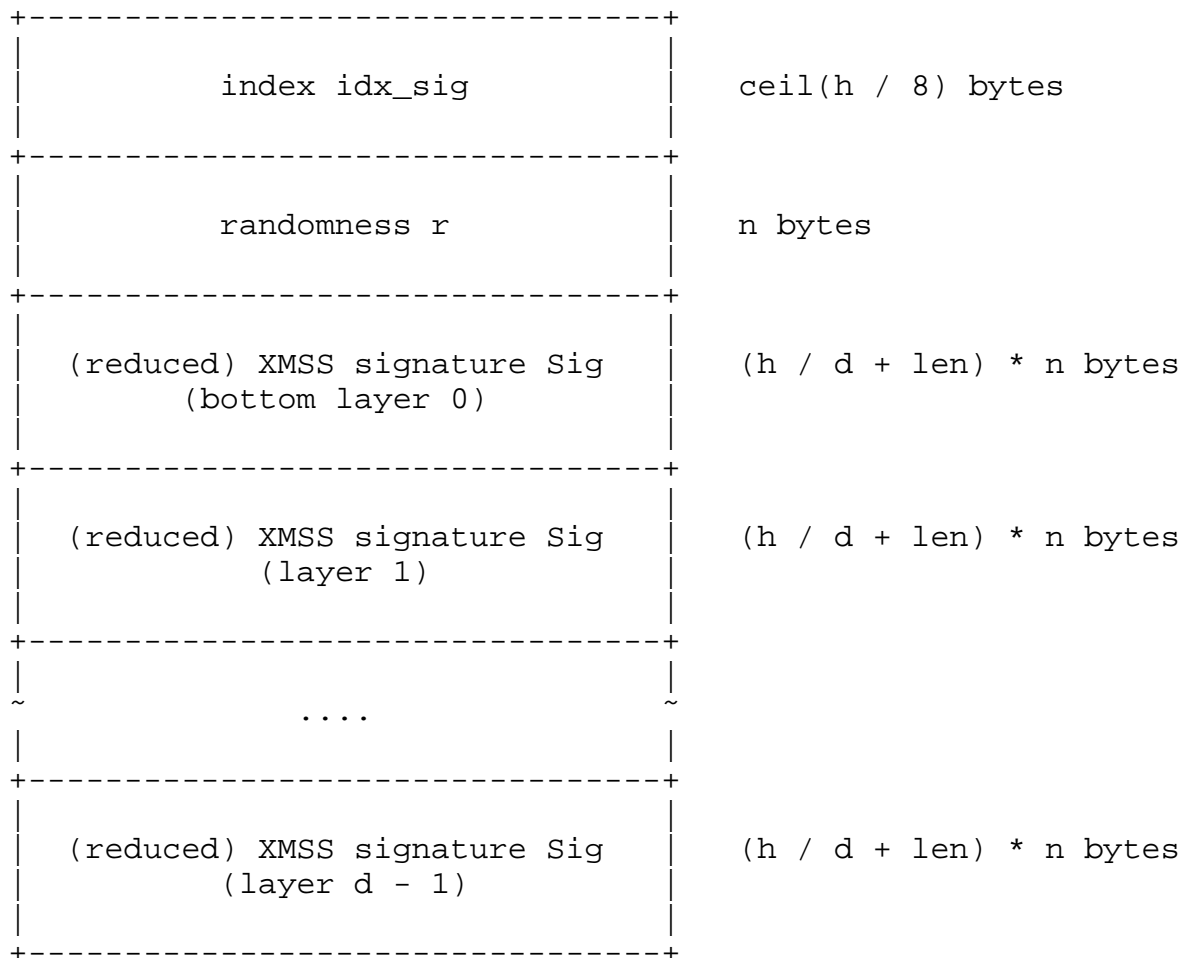 +---------------------------------+
|                                 |
|          index idx_sig          |   ceil(h / 8) bytes
|                                 |
+---------------------------------+
|                                 |
|          randomness r           |   n bytes
|                                 |
+---------------------------------+
|                                 |
|  (reduced) XMSS signature Sig   |   (h / d + len) * n bytes
|        (bottom layer 0)         |
|                                 |
+---------------------------------+
|                                 |
|  (reduced) XMSS signature Sig   |   (h / d + len) * n bytes
|            (layer 1)            |
|                                 |
+---------------------------------+
|                                 |
~              ....               ~
|                                 |
+---------------------------------+
|                                 |
|  (reduced) XMSS signature Sig   |   (h / d + len) * n bytes
|          (layer d - 1)          |
|                                 |
+---------------------------------+